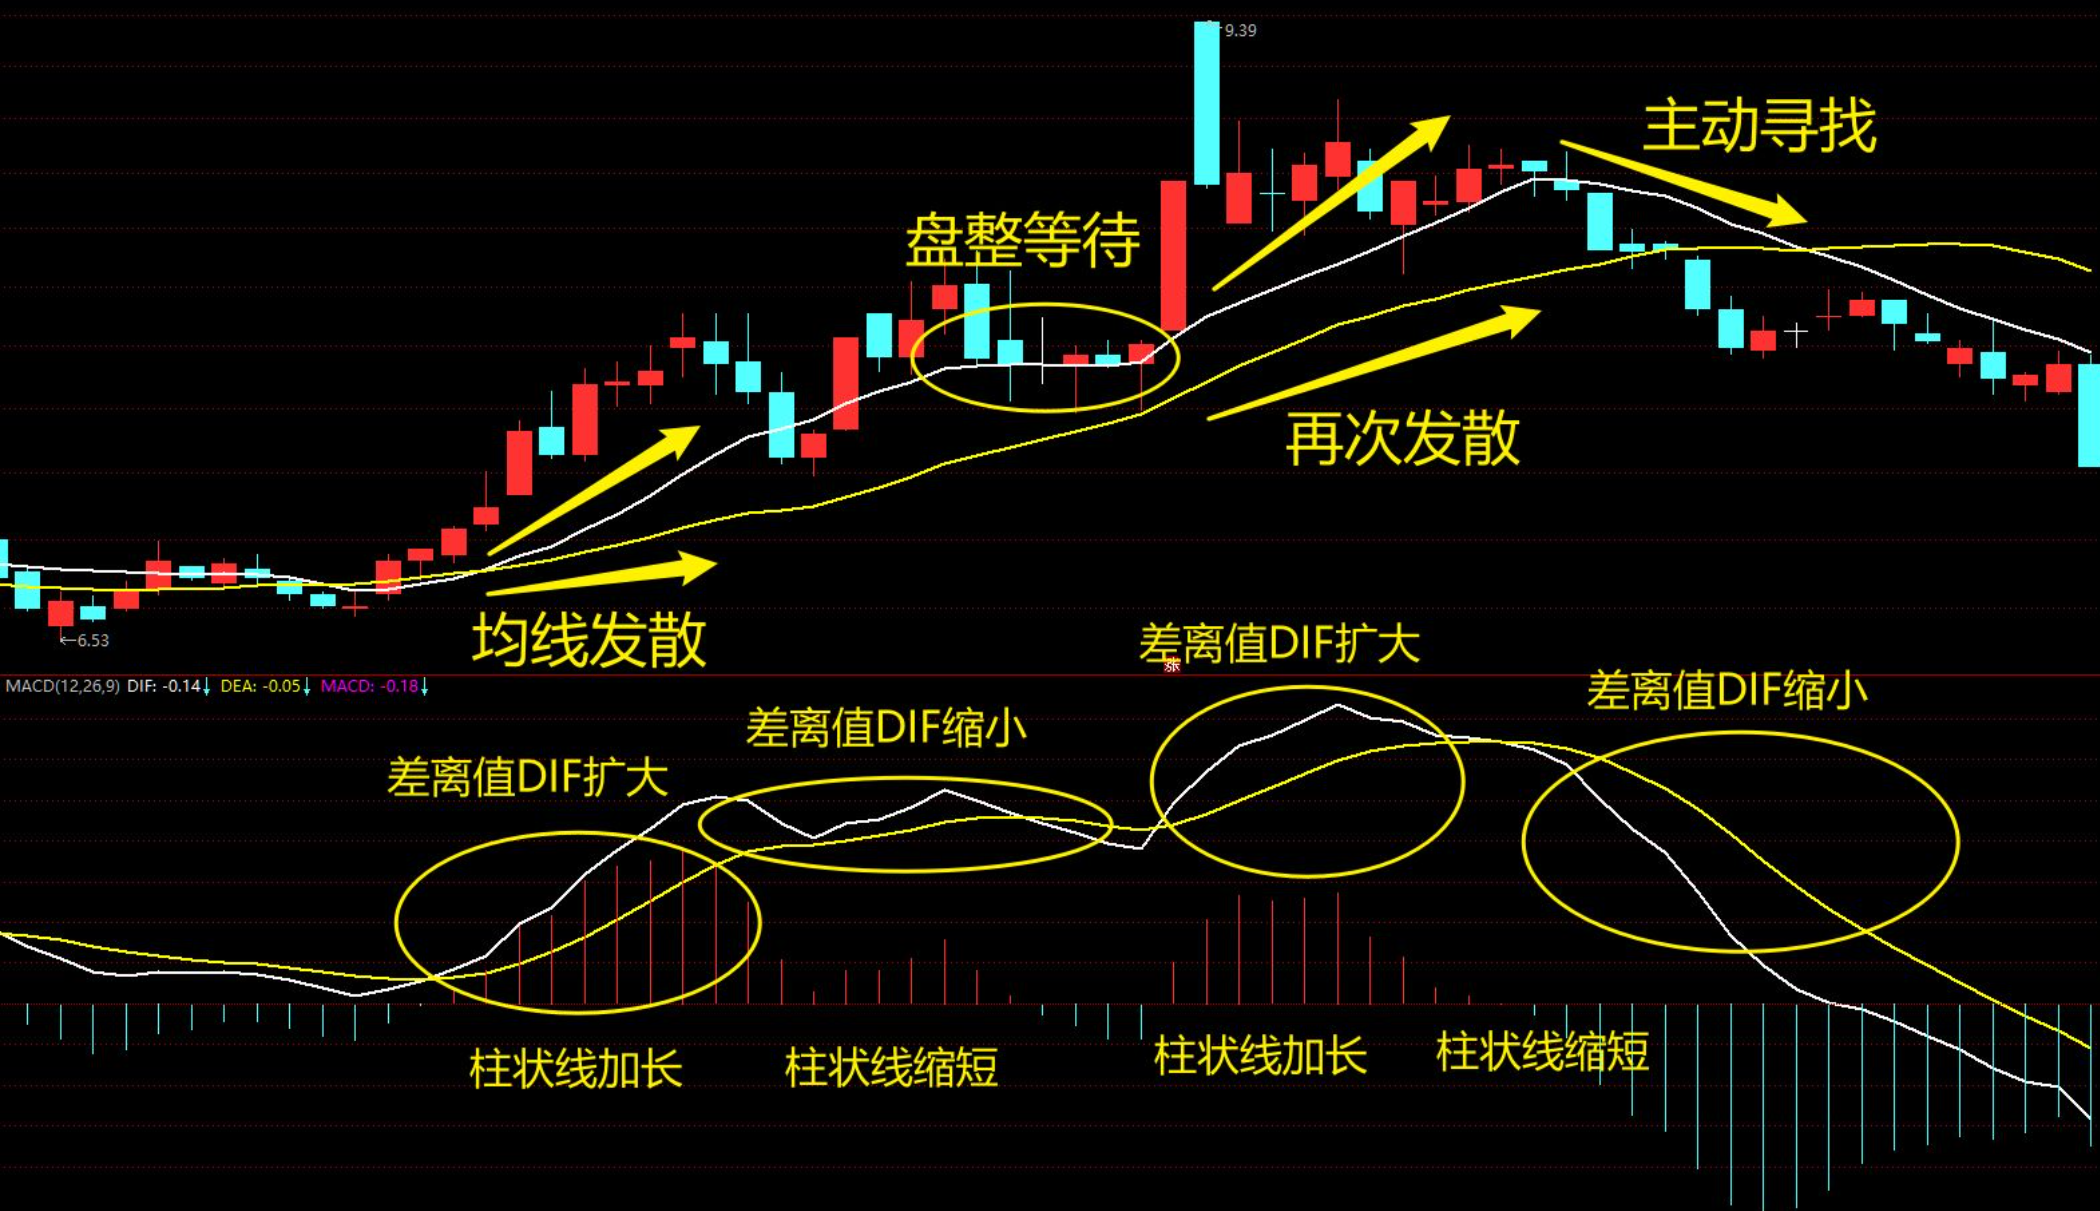 9.39
主动寻找
盘整等待
再次发散
均线发散
←6.53
差离值DIF扩大
涨
MACD(12,26,9) DIF: -0.14↓ DEA: -0.05↓ MACD: -0.18↓
差离值DIF缩小
差离值DIF缩小
差离值DIF扩大
柱状线加长
柱状线缩短
柱状线加长
柱状线缩短